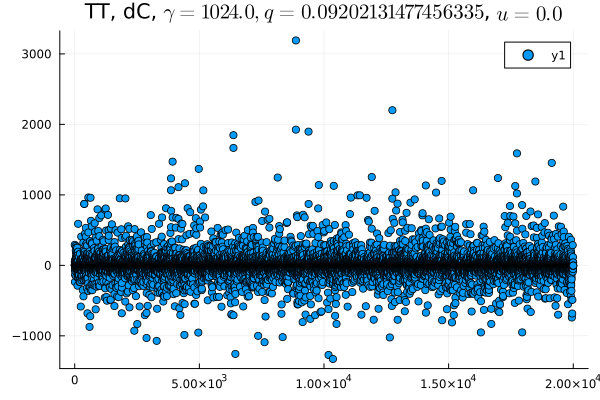 TT, dC, γ = 1024.0, q = 0.09202131477456335, u = 0.0
y1
3000
2000
1000
0
−1000
0 5.00×10³ 1.00×10⁴ 1.50×10⁴ 2.00×10⁴